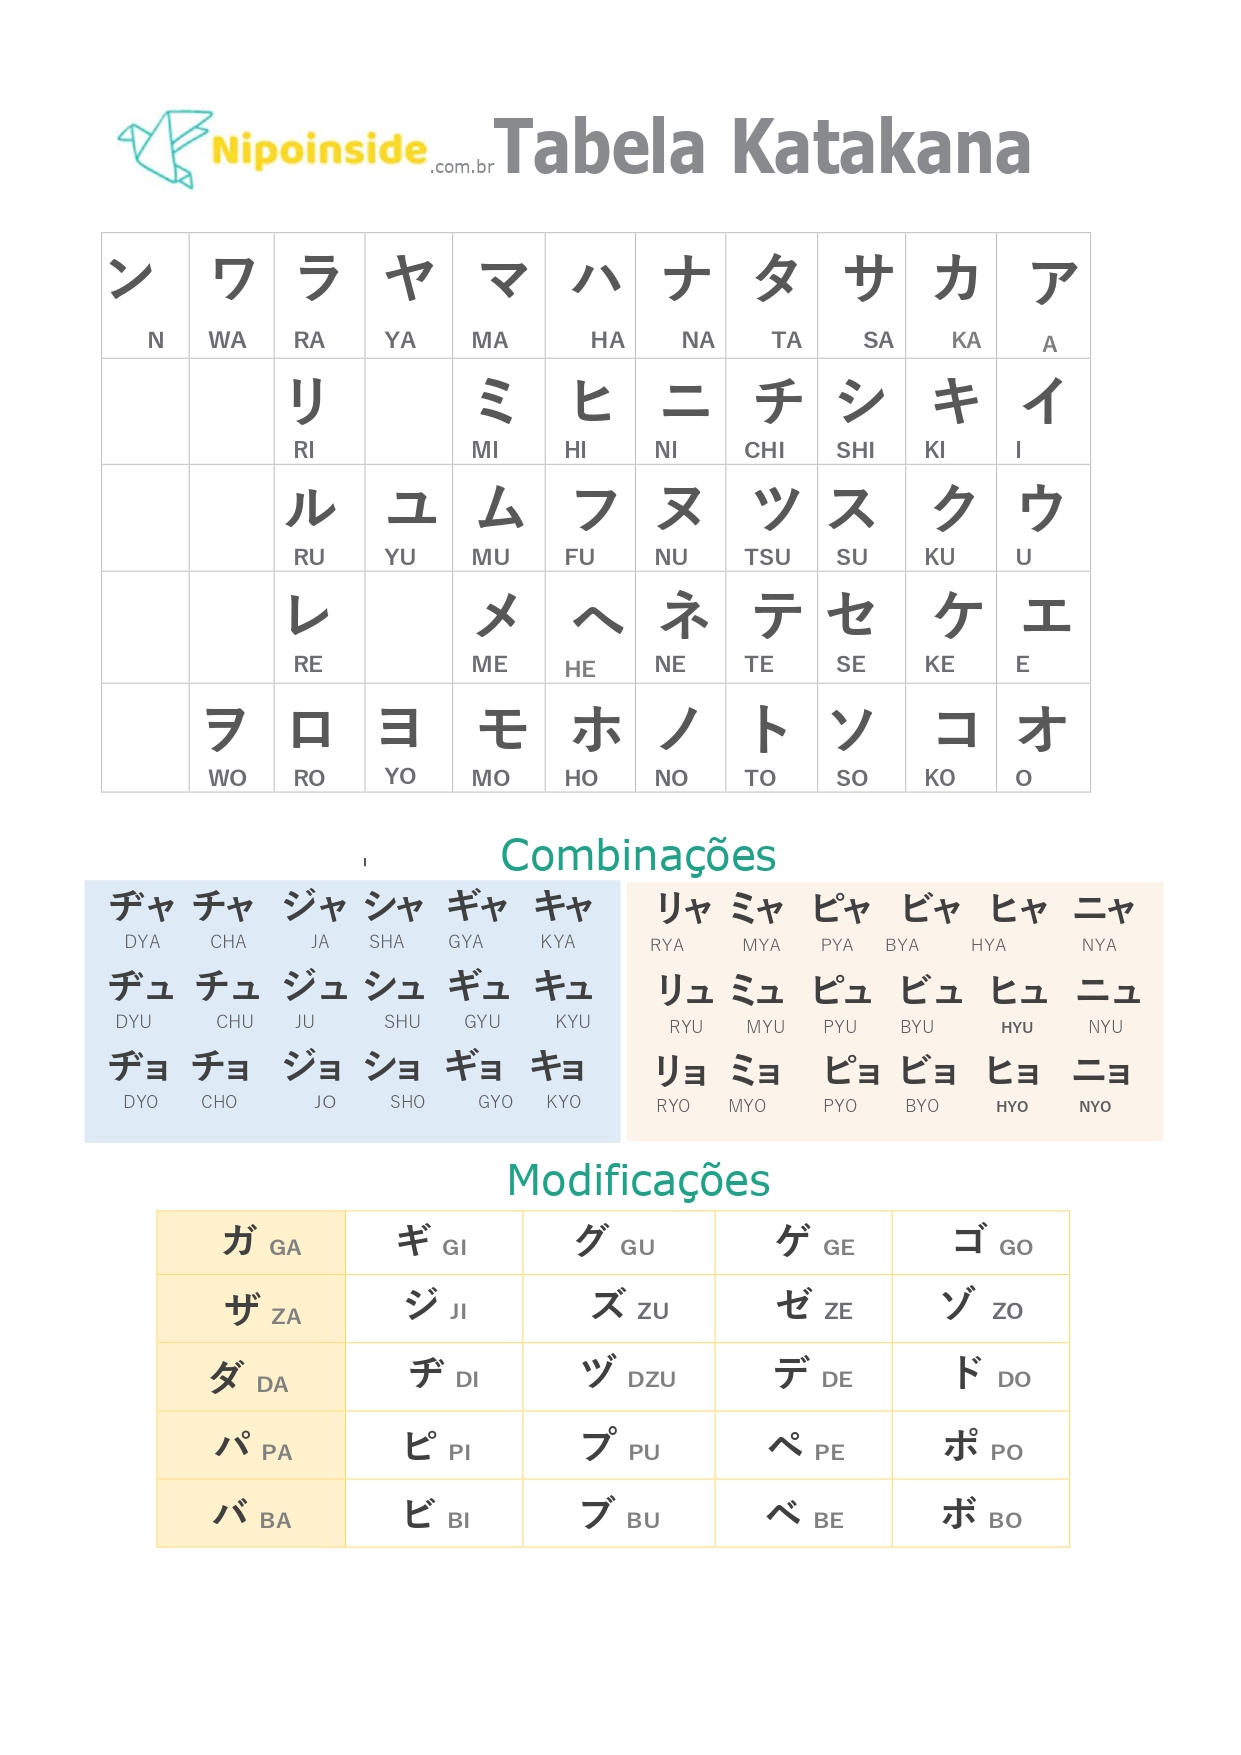 Nipoinside.com.br Tabela Katakana
ン ワ ラ ヤ マ ハ ナ タ サ カ ア
N WA RA YA MA HA NA TA SA KA A
リ ミ ヒ ニ チ シ キ イ
RI MI HI NI CHI SHI KI I
ル ユ ム フ ヌ ツ ス ク ウ
RU YU MU FU NU TSU SU KU U
レ メ ヘ ネ テ セ ケ エ
RE ME HE NE TE SE KE E
ヲ ロ ヨ モ ホ ノ ト ソ コ オ
WO RO YO MO HO NO TO SO KO O
Combinações
ヂャ チャ ジャ シャ ギャ キャ
DYA CHA JA SHA GYA KYA
ヂュ チュ ジュ シュ ギュ キュ
DYU CHU JU SHU GYU KYU
ヂョ チョ ジョ ショ ギョ キョ
DYO CHO JO SHO GYO KYO
リャ ミャ ピャ ビャ ヒャ ニャ
RYA MYA PYA BYA HYA NYA
リュ ミュ ピュ ビュ ヒュ ニュ
RYU MYU PYU BYU HYU NYU
リョ ミョ ピョ ビョ ヒョ ニョ
RYO MYO PYO BYO HYO NYO
Modificações
ガ GA ギ GI グ GU ゲ GE ゴ GO
ザ ZA ジ JI ズ ZU ゼ ZE ゾ ZO
ダ DA ヂ DI ヅ DZU デ DE ド DO
パ PA ピ PI プ PU ペ PE ポ PO
バ BA ビ BI ブ BU ベ BE ボ BO